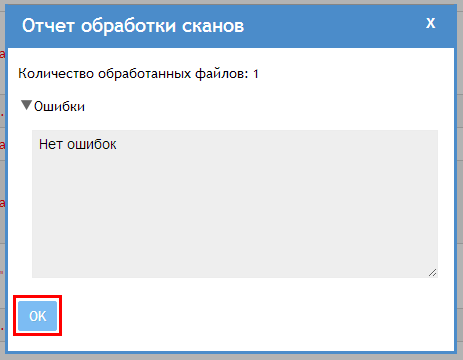 Отчет обработки сканов
X
Количество обработанных файлов: 1
Ошибки
Нет ошибок
OK